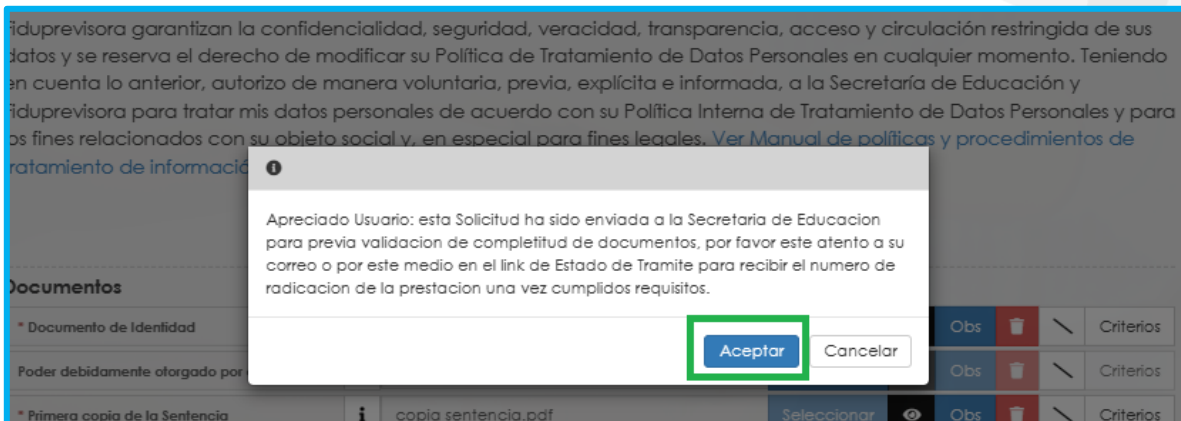 iduprevisora garantizan la confidencialidad, seguridad, veracidad, transparencia, acceso y circulación restringida de sus
datos y se reserva el derecho de modificar su Política de Tratamiento de Datos Personales en cualquier momento. Teniendo
en cuenta lo anterior, autorizo de manera voluntaria, previa, explícita e informada, a la Secretaría de Educación y
iduprevisora para tratar mis datos personales de acuerdo con su Política Interna de Tratamiento de Datos Personales y para
os fines relacionados con su objeto social y, en especial para fines legales. Ver Manual de políticas y procedimientos de
ratamiento de informació
Apreciado Usuario: esta Solicitud ha sido enviada a la Secretaria de Educacion
para previa validacion de completitud de documentos, por favor este atento a su
correo o por este medio en el link de Estado de Tramite para recibir el numero de
radicacion de la prestacion una vez cumplidos requisitos.
Aceptar Cancelar
Documentos
* Documento de Identidad Obs Criterios
Poder debidamente otorgado por Obs Criterios
* Primera copia de la Sentencia i copia sentencia.pdf Seleccionar Obs Criterios